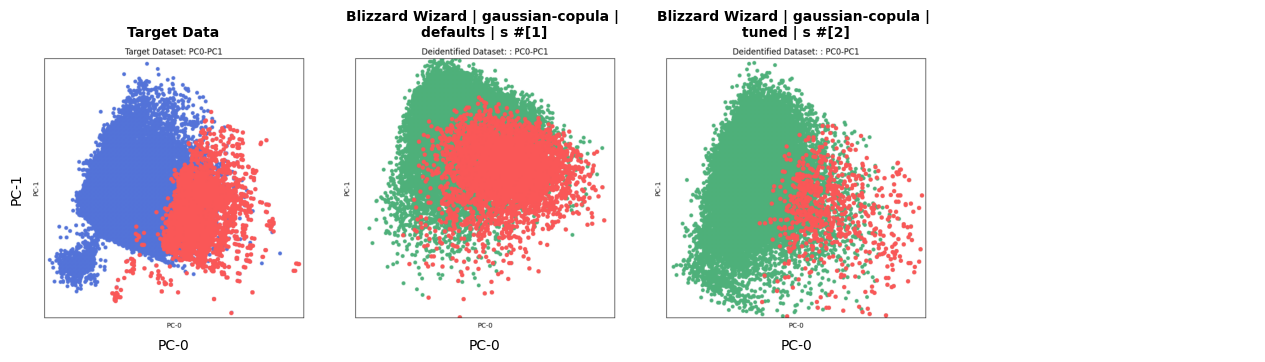 Target Data
Blizzard Wizard | gaussian-copula |
defaults | s #[1]
Blizzard Wizard | gaussian-copula |
tuned | s #[2]
Target Dataset: PC0-PC1
Deidentified Dataset: : PC0-PC1
Deidentified Dataset: : PC0-PC1
PC-1
PC-1
PC-1
PC-1
PC-0
PC-0
PC-0
PC-0
PC-0
PC-0